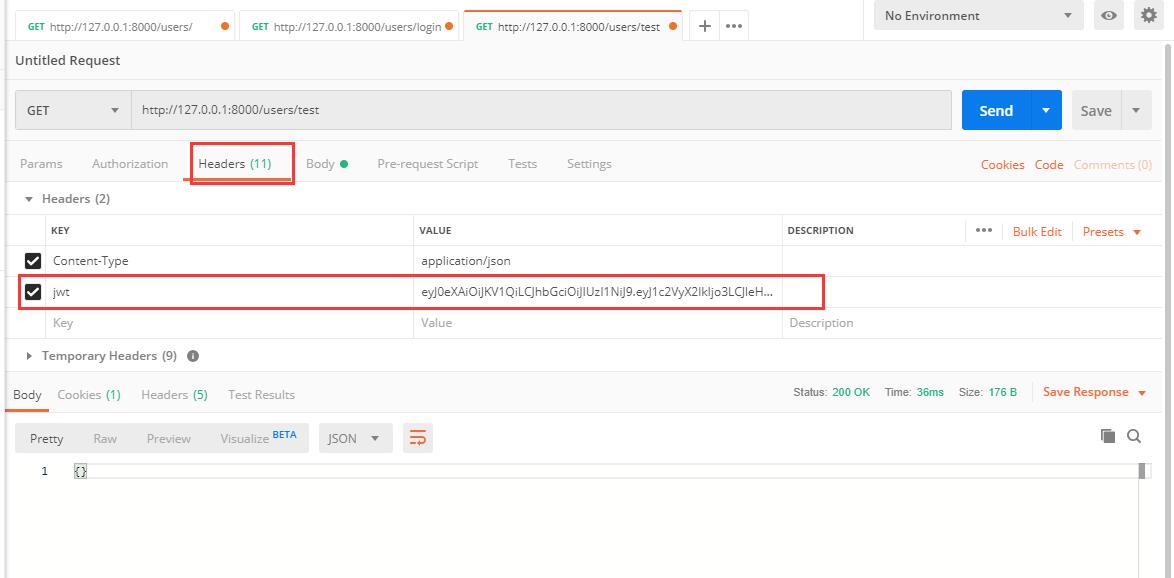 GET http://127.0.0.1:8000/users/ GET http://127.0.0.1:8000/users/login GET http://127.0.0.1:8000/users/test No Environment
Untitled Request
GET http://127.0.0.1:8000/users/test Send Save
Params Authorization Headers (11) Body Pre-request Script Tests Settings Cookies Code Comments (0)
Headers (2)
KEY VALUE DESCRIPTION Bulk Edit Presets
Content-Type application/json
jwt eyJ0eXAiOiJKV1QiLCJhbGciOiJIUzI1NiJ9.eyJ1c2VyX2lkIjo3LCJleH...
Key Value Description
Temporary Headers (9)
Body Cookies (1) Headers (5) Test Results Status: 200 OK Time: 36ms Size: 176 B Save Response
Pretty Raw Preview Visualize BETA JSON
1 {}